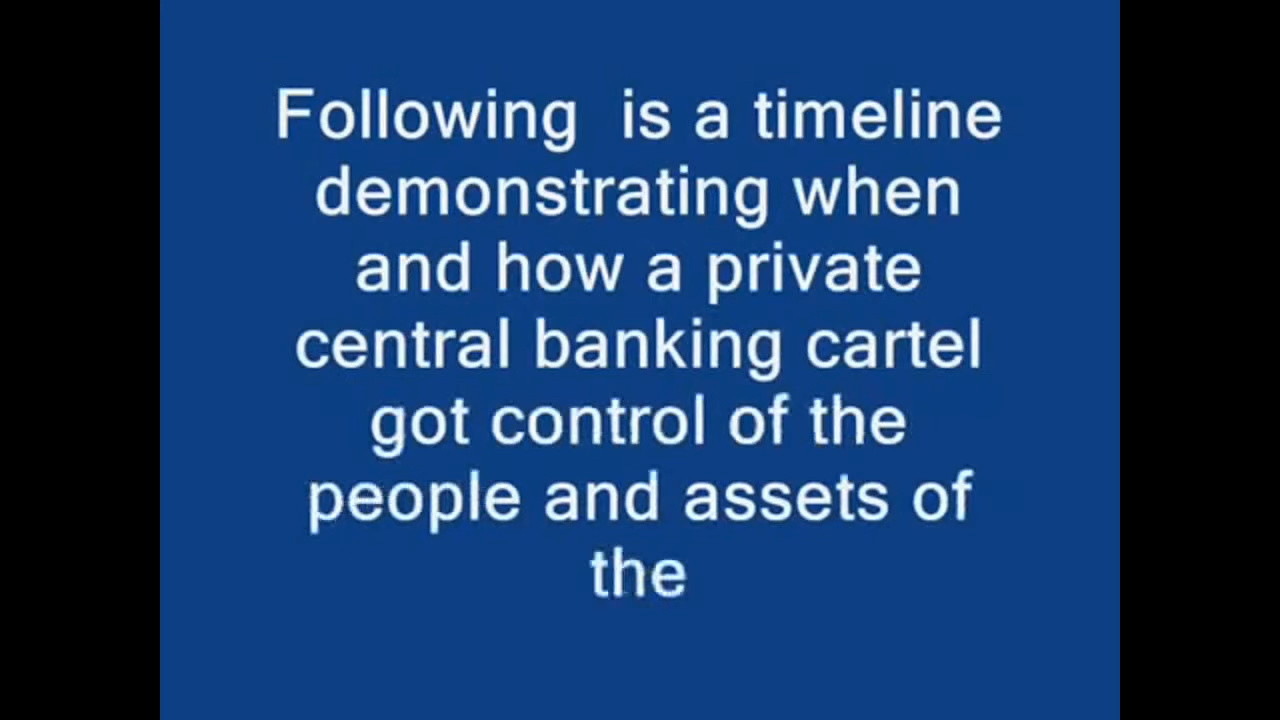 Following  is a timeline
demonstrating when
and how a private
central banking cartel
got control of the
people and assets of
the